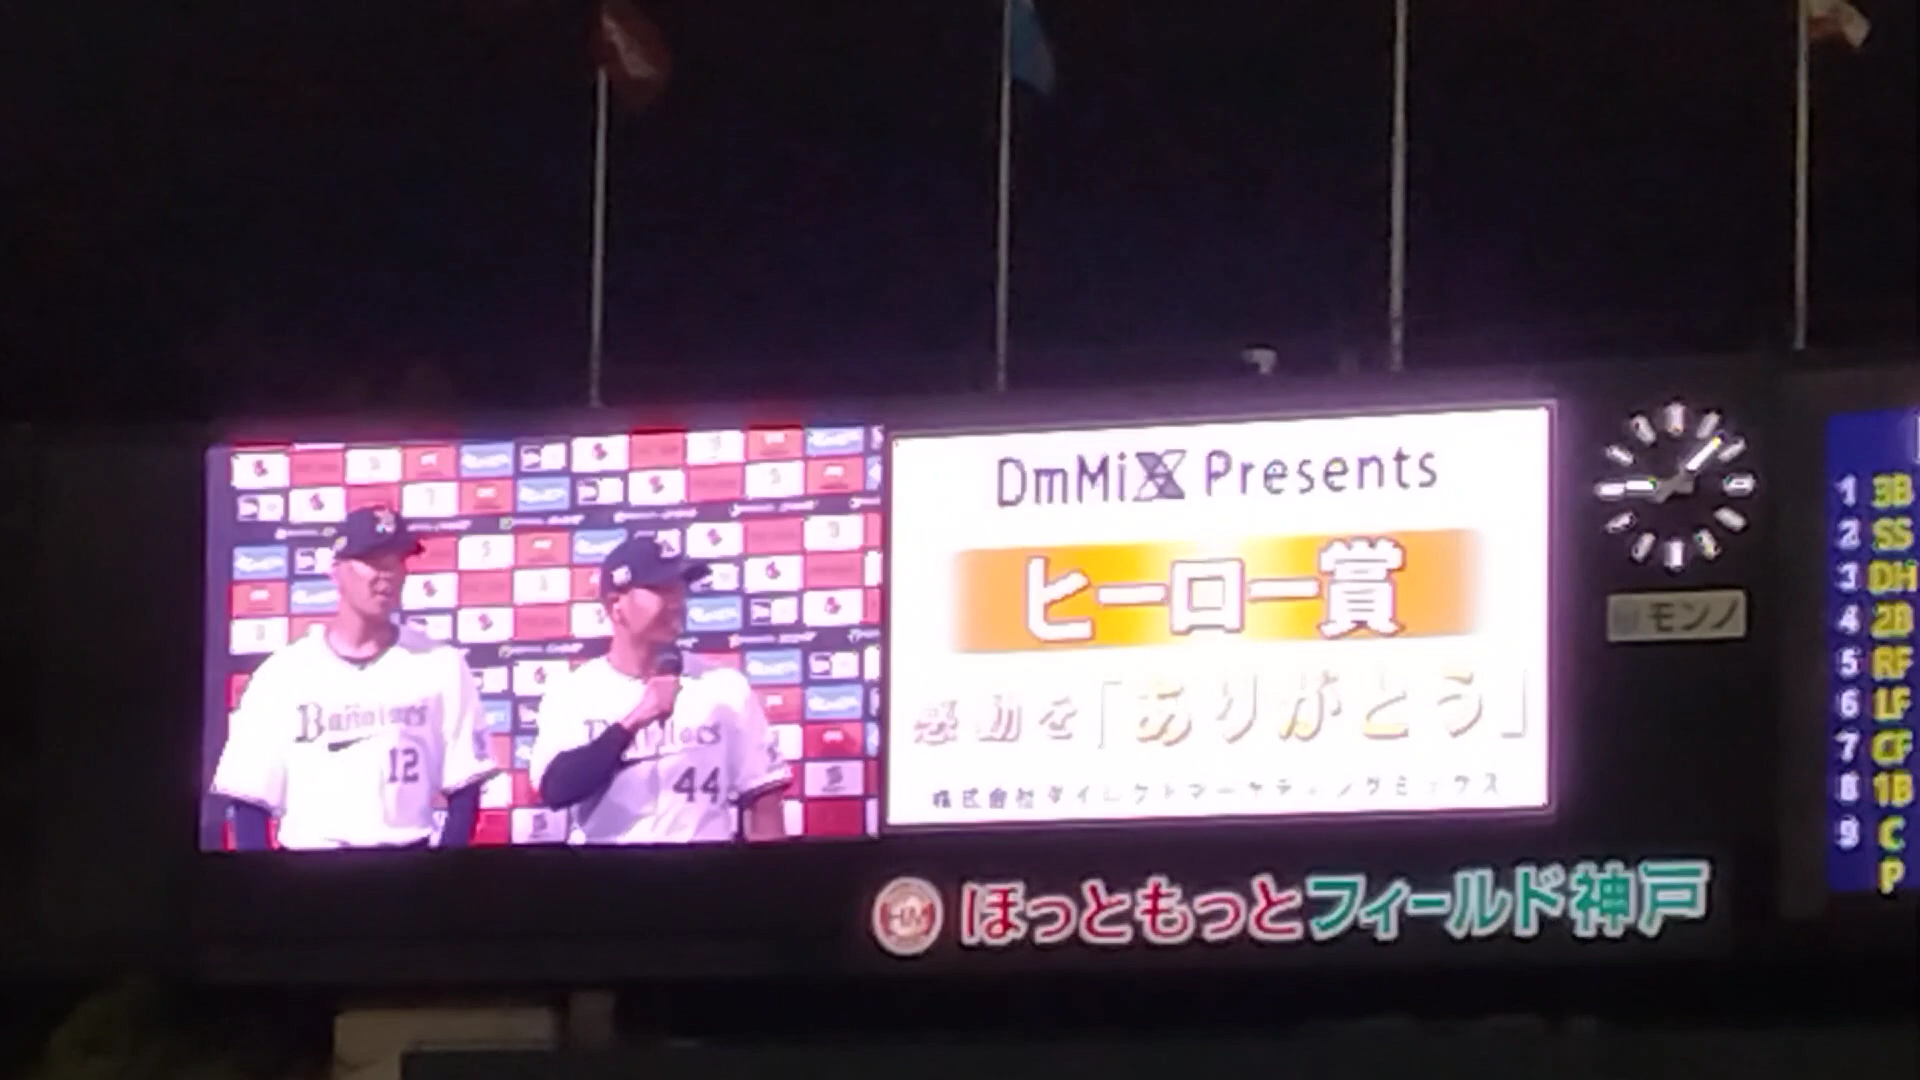 DmMiX Presents
ヒーロー賞
感動を「ありがとう」
株式会社ダイレクトマーケティングミックス
Buffaloes
12
44
モンノ
HM ほっともっとフィールド神戸
1 3B
2 SS
3 DH
4 2B
5 RF
6 LF
7 CF
8 1B
9 C
P